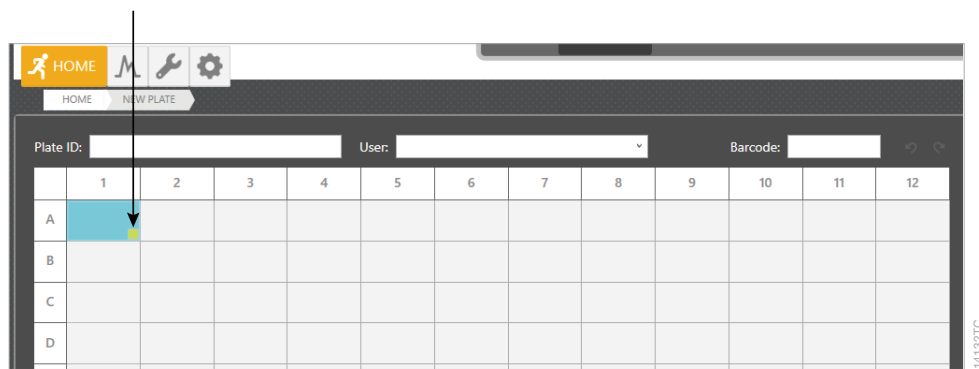 HOME
HOME NEW PLATE
Plate ID: User: Barcode:
1 2 3 4 5 6 7 8 9 10 11 12
A
B
C
D
14132TC